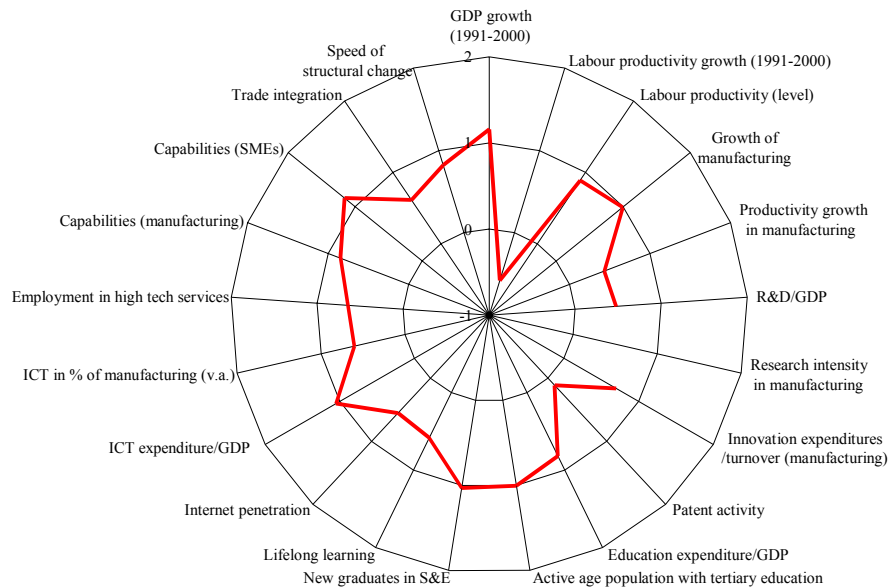 GDP growth
(1991-2000)
Labour productivity growth (1991-2000)
Labour productivity (level)
Growth of
manufacturing
Productivity growth
in manufacturing
R&D/GDP
Research intensity
in manufacturing
Innovation expenditures
/turnover (manufacturing)
Patent activity
Education expenditure/GDP
Active age population with tertiary education
New graduates in S&E
Lifelong learning
Internet penetration
ICT expenditure/GDP
ICT in % of manufacturing (v.a.)
Employment in high tech services
Capabilities (manufacturing)
Capabilities (SMEs)
Trade integration
Speed of
structural change
2
1
0
-1